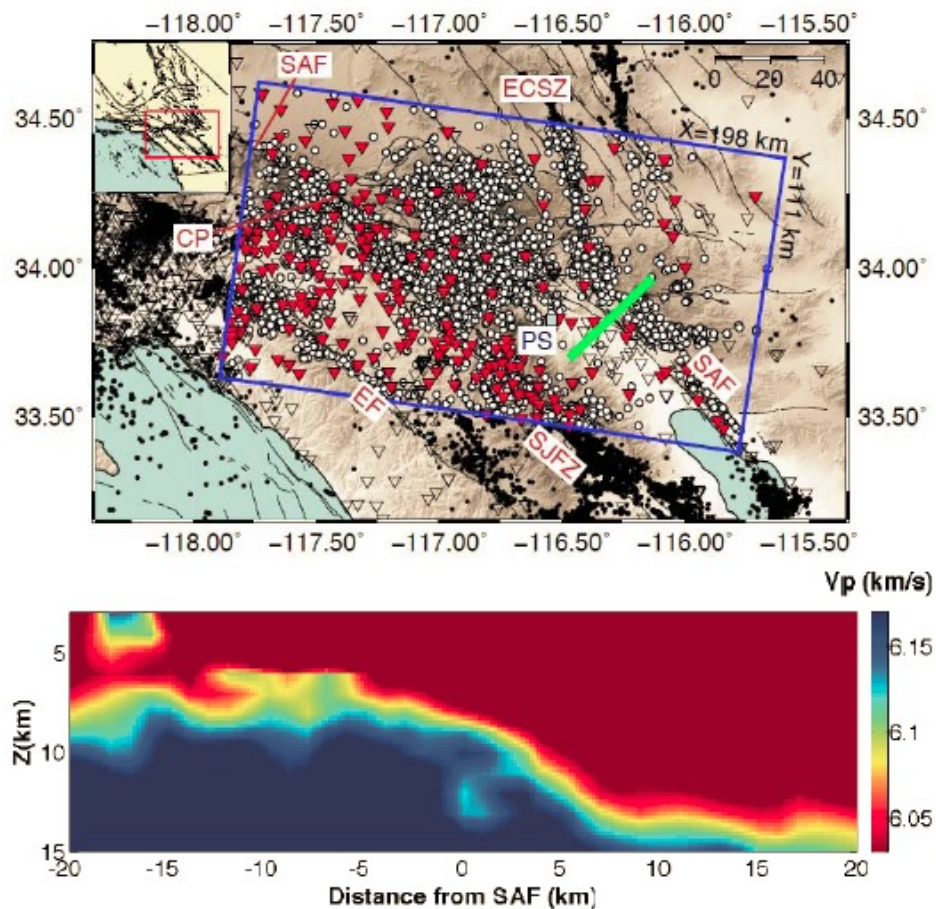 −118.00° −117.50° −117.00° −116.50° −116.00° −115.50°
SAF
ECSZ
0 20 40
34.50°
34.50°
X=198 km
Y=111 km
CP
34.00°
34.00°
PS
SAF
33.50°
33.50°
EF
SJFZ
−118.00° −117.50° −117.00° −116.50° −116.00° −115.50°
Vp (km/s)
5
6.15
Z(km)
10
6.1
6.05
15
-20 -15 -10 -5 0 5 10 15 20
Distance from SAF (km)